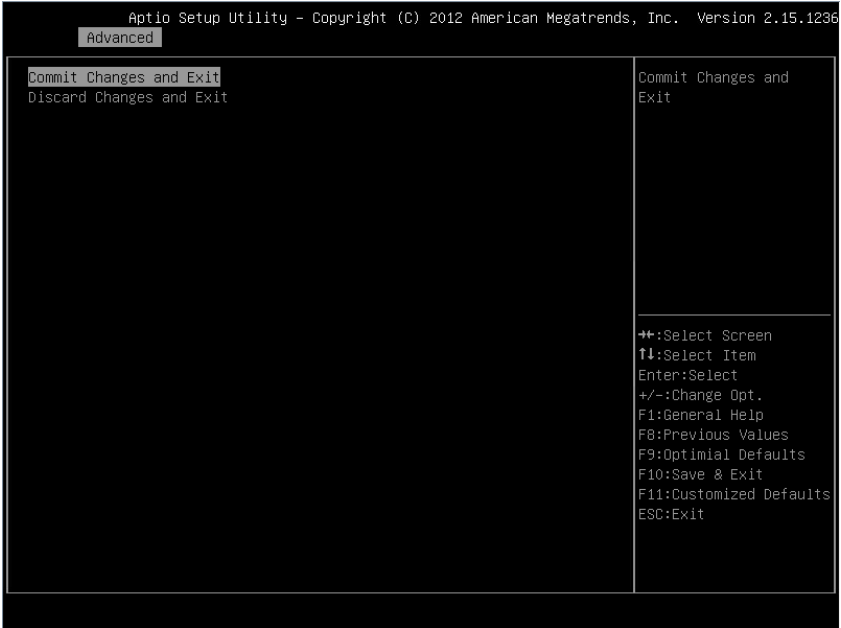 Aptio Setup Utility – Copyright (C) 2012 American Megatrends, Inc. Version 2.15.1236
Advanced
Commit Changes and Exit
Discard Changes and Exit
Commit Changes and
Exit
→←:Select Screen
↑↓:Select Item
Enter:Select
+/-:Change Opt.
F1:General Help
F8:Previous Values
F9:Optimial Defaults
F10:Save & Exit
F11:Customized Defaults
ESC:Exit